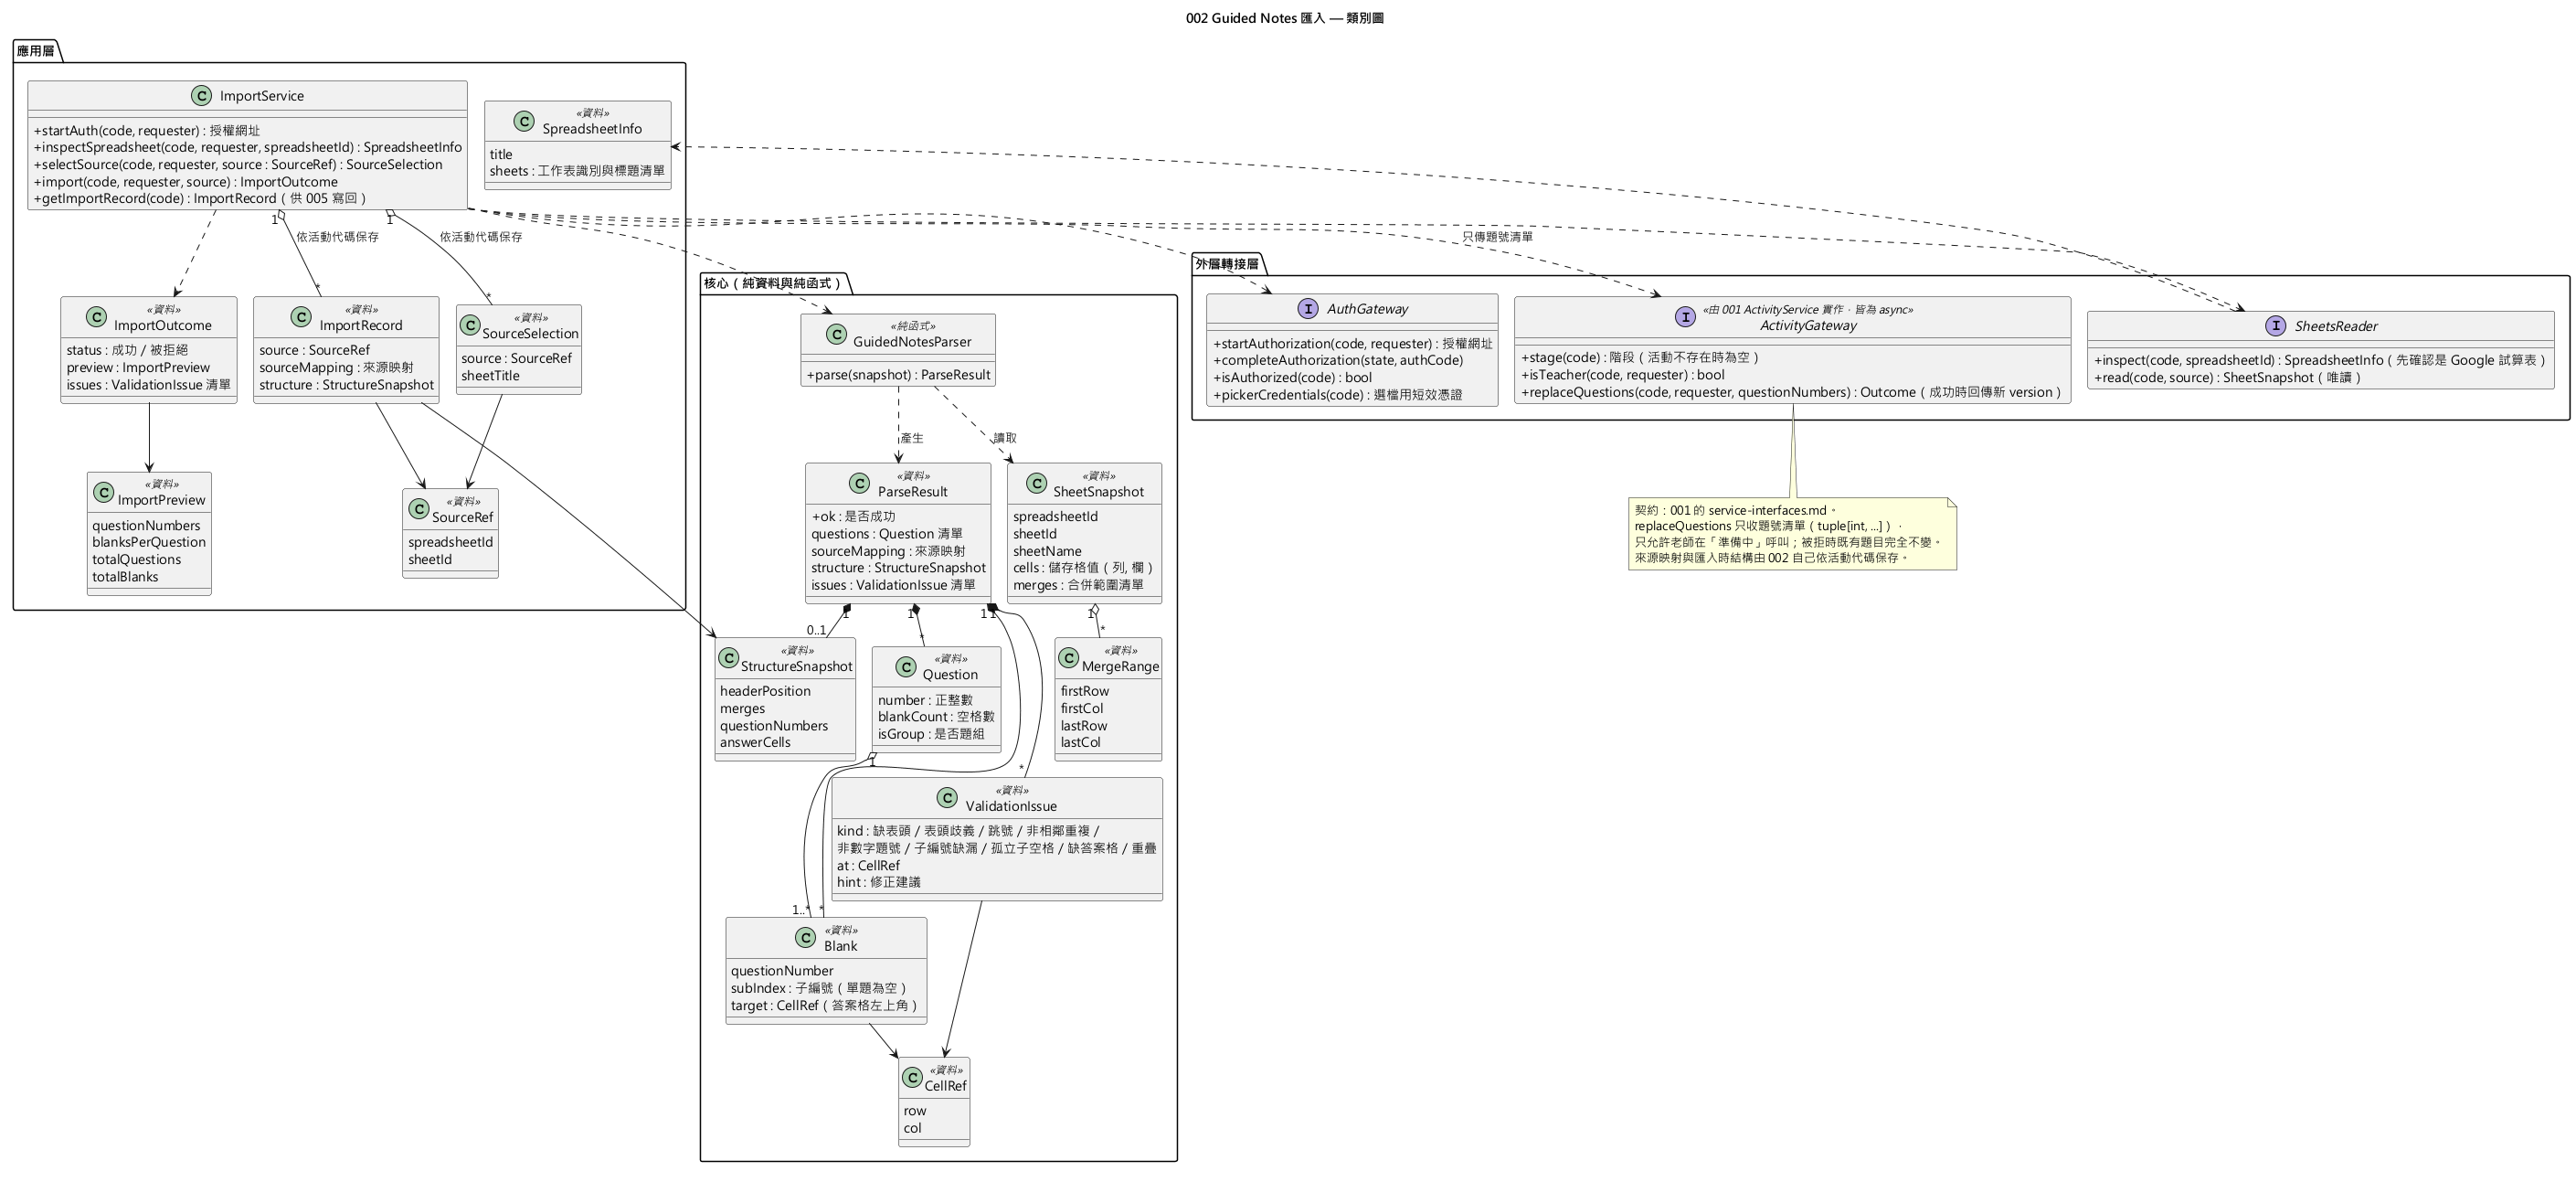 002 Guided Notes 匯入 — 類別圖
應用層
C ImportService
+startAuth(code, requester) : 授權網址
+inspectSpreadsheet(code, requester, spreadsheetId) : SpreadsheetInfo
+selectSource(code, requester, source : SourceRef) : SourceSelection
+import(code, requester, source) : ImportOutcome
+getImportRecord(code) : ImportRecord（供 005 寫回）
C «資料»
SpreadsheetInfo
title
sheets : 工作表識別與標題清單
1
依活動代碼保存
*
1
依活動代碼保存
*
C «資料»
ImportOutcome
status : 成功 / 被拒絕
preview : ImportPreview
issues : ValidationIssue 清單
C «資料»
ImportRecord
source : SourceRef
sourceMapping : 來源映射
structure : StructureSnapshot
C «資料»
SourceSelection
source : SourceRef
sheetTitle
C «資料»
ImportPreview
questionNumbers
blanksPerQuestion
totalQuestions
totalBlanks
C «資料»
SourceRef
spreadsheetId
sheetId
核心（純資料與純函式）
C «純函式»
GuidedNotesParser
+parse(snapshot) : ParseResult
產生
讀取
C «資料»
ParseResult
+ok : 是否成功
questions : Question 清單
sourceMapping : 來源映射
structure : StructureSnapshot
issues : ValidationIssue 清單
C «資料»
SheetSnapshot
spreadsheetId
sheetId
sheetName
cells : 儲存格值（列, 欄）
merges : 合併範圍清單
1
0..1
1
*
1
1
*
1
*
C «資料»
StructureSnapshot
headerPosition
merges
questionNumbers
answerCells
C «資料»
Question
number : 正整數
blankCount : 空格數
isGroup : 是否題組
C «資料»
MergeRange
firstRow
firstCol
lastRow
lastCol
1
1..*
*
C «資料»
ValidationIssue
kind : 缺表頭 / 表頭歧義 / 跳號 / 非相鄰重複 /
非數字題號 / 子編號缺漏 / 孤立子空格 / 缺答案格 / 重疊
at : CellRef
hint : 修正建議
C «資料»
Blank
questionNumber
subIndex : 子編號（單題為空）
target : CellRef（答案格左上角）
C «資料»
CellRef
row
col
只傳題號清單
外層轉接層
I AuthGateway
+startAuthorization(code, requester) : 授權網址
+completeAuthorization(state, authCode)
+isAuthorized(code) : bool
+pickerCredentials(code) : 選檔用短效憑證
I «由 001 ActivityService 實作，皆為 async»
ActivityGateway
+stage(code) : 階段（活動不存在時為空）
+isTeacher(code, requester) : bool
+replaceQuestions(code, requester, questionNumbers) : Outcome（成功時回傳新 version）
I SheetsReader
+inspect(code, spreadsheetId) : SpreadsheetInfo（先確認是 Google 試算表）
+read(code, source) : SheetSnapshot（唯讀）
契約：001 的 service-interfaces.md。
replaceQuestions 只收題號清單（tuple[int, ...]），
只允許老師在「準備中」呼叫；被拒時既有題目完全不變。
來源映射與匯入時結構由 002 自己依活動代碼保存。